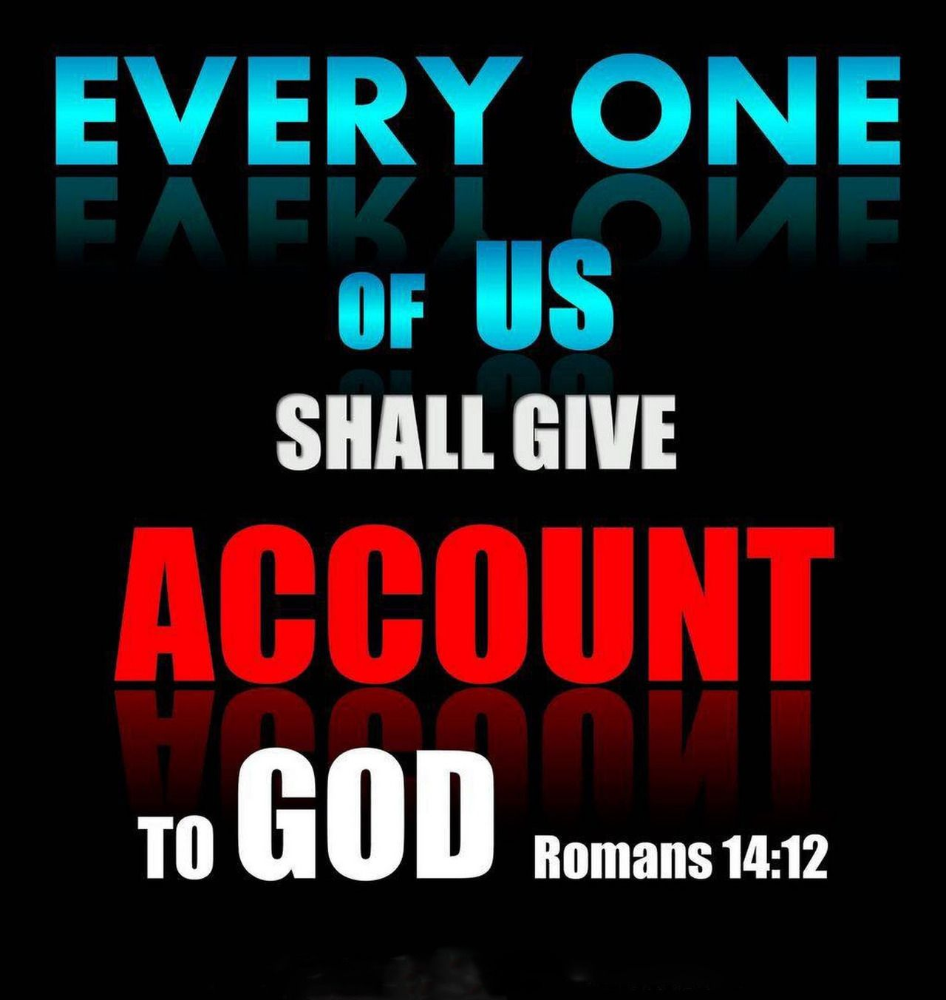 EVERY ONE
OF US
SHALL GIVE
ACCOUNT
TO GOD Romans 14:12